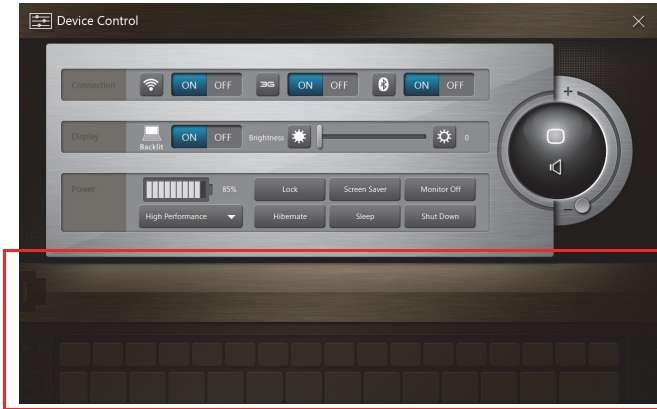 Device Control
Connection ON OFF 3G ON OFF ON OFF
+
Display Backlit ON OFF Brightness 0
Power 85% Lock Screen Saver Monitor Off
High Performance Hibernate Sleep Shut Down
-